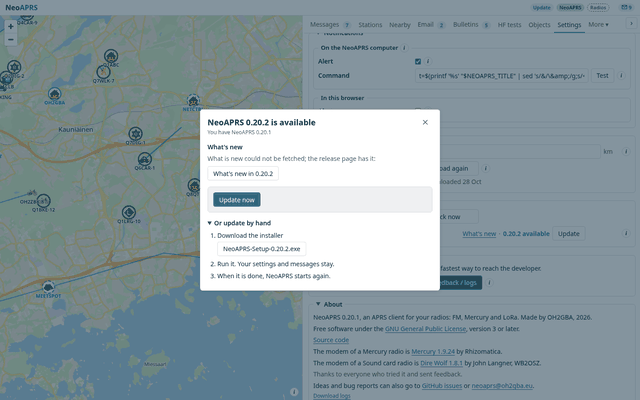 NeoAPRS
Update
NeoAPRS
Radios
Messages 7
Stations
Nearby
Email 2
Bulletins 5
HF tests
Objects
Settings
More ▾
Notifications
On the NeoAPRS computer
Alert
Command
t=$(printf '%s' "$NEOAPRS_TITLE" | sed 's/&/\&amp;/g;s/<
Test
In this browser
km
uploaded 28 Oct
What's new · 0.20.2 available
Update
fastest way to reach the developer.
▼ About
NeoAPRS 0.20.1, an APRS client for your radios: FM, Mercury and LoRa. Made by OH2GBA, 2026.
Free software under the GNU General Public License, version 3 or later.
Source code
The modem of a Mercury radio is Mercury 1.9.24 by Rhizomatica.
The modem of a Sound card radio is Dire Wolf 1.8.1 by John Langner, WB2OSZ.
Thanks to everyone who tried it and sent feedback.
Ideas and bug reports can also go to GitHub issues or neoaprs@oh2gba.eu.
Download logs
NeoAPRS 0.20.2 is available
You have NeoAPRS 0.20.1
What's new
What is new could not be fetched; the release page has it:
What's new in 0.20.2
Update now
▼ Or update by hand
1. Download the installer
NeoAPRS-Setup-0.20.2.exe
2. Run it. Your settings and messages stay.
3. When it is done, NeoAPRS starts again.
+
−
Kauniainen
OH2GBA
Q7WLK-7
Miessaari